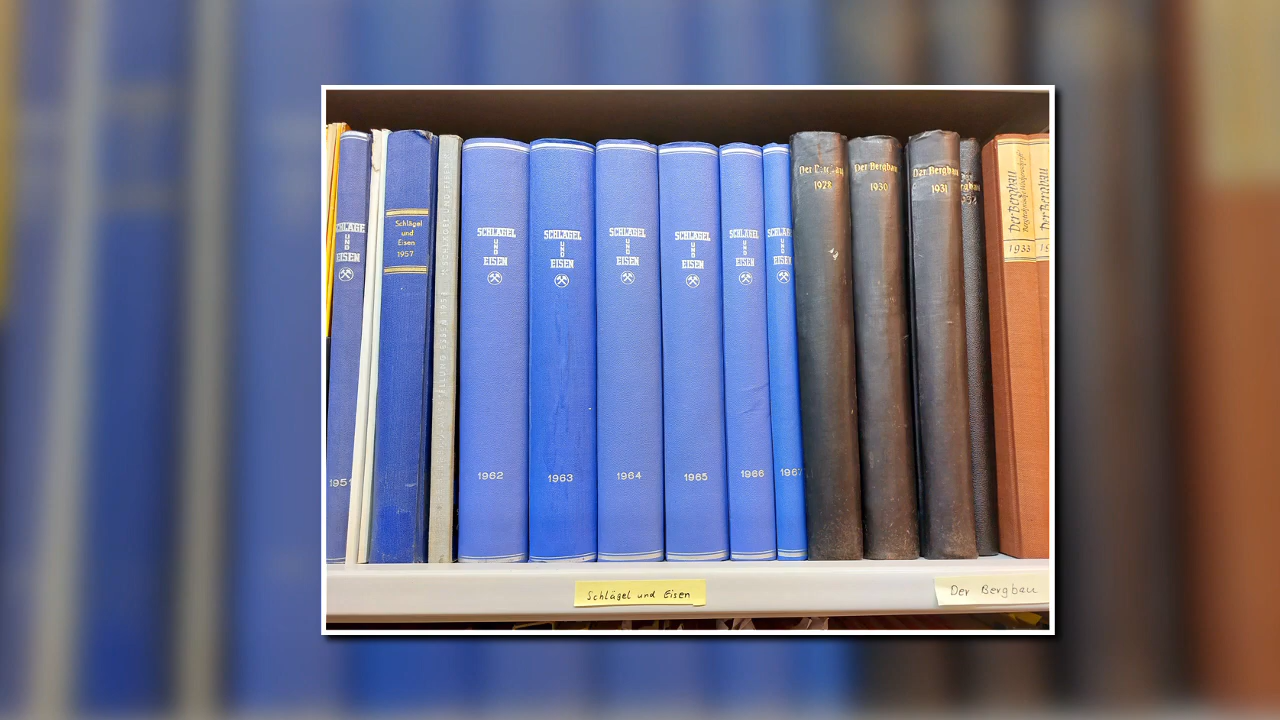 SCHLÄGEL
UND
EISEN
Schlägel
und
Eisen
1957
SCHLÄGEL
UND
EISEN
1962
SCHLÄGEL
UND
EISEN
1963
SCHLÄGEL
UND
EISEN
1964
SCHLÄGEL
UND
EISEN
1965
SCHLÄGEL
UND
EISEN
1966
SCHLÄGEL
UND
EISEN
1967
Der Bergbau
1928
Der Bergbau
1930
Der Bergbau
1931
Der Bergbau
1933
Schlägel und Eisen
Der Bergbau